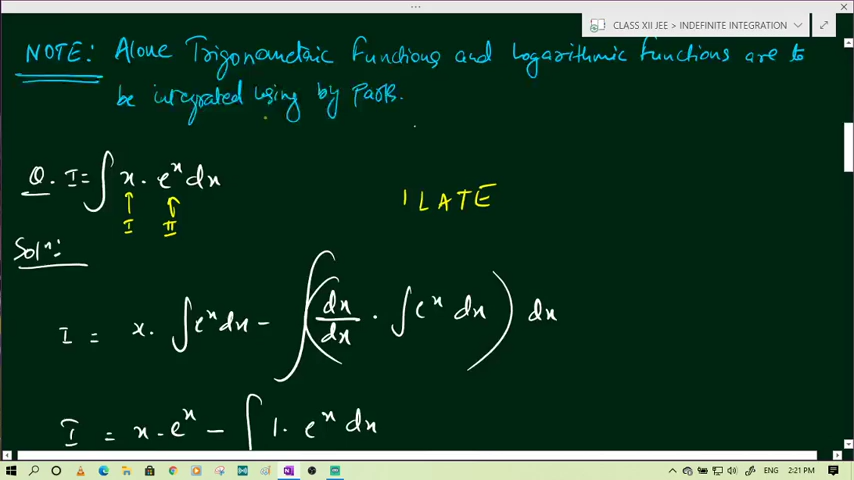 CLASS XII JEE > INDEFINITE INTEGRATION
NOTE: Alone Trigonometric Functions and Logarithmic functions are to
be integrated using by Parts.
Q. I = ∫ x · e^x dx
I II
ILATE
Solⁿ:
I = x · ∫ e^x dx − ∫ ( dx/dx · ∫ e^x dx ) dx
I = x · e^x − ∫ 1 · e^x dx
ENG 2:21 PM